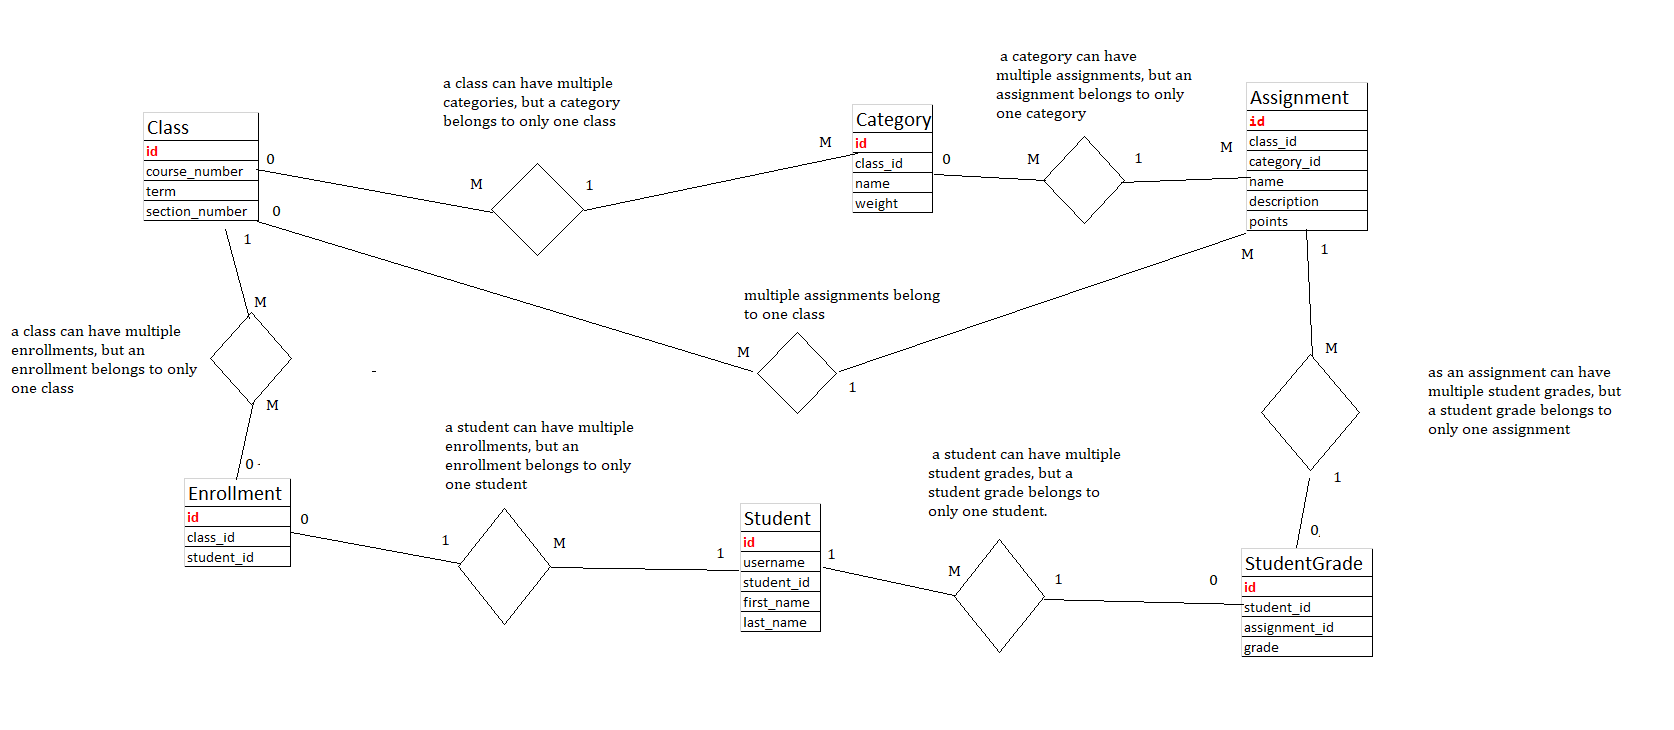 a category can have
multiple assignments, but an
assignment belongs to only
one category
a class can have multiple
categories, but a category
belongs to only one class
Class
id
course_number
term
section_number
0
0
1
M
1
M
Category
id
class_id
name
weight
0
M
1
M
Assignment
id
class_id
category_id
name
description
points
M
1
multiple assignments belong
to one class
M
1
M
a class can have multiple
enrollments, but an
enrollment belongs to only
one class
M
0
-
M
as an assignment can have
multiple student grades, but
a student grade belongs to
only one assignment
1
0
a student can have multiple
enrollments, but an
enrollment belongs to only
one student
a student can have multiple
student grades, but a
student grade belongs to
only one student.
Enrollment
id
class_id
student_id
0
1
M
1
Student
id
username
student_id
first_name
last_name
1
M
1
0
StudentGrade
id
student_id
assignment_id
grade